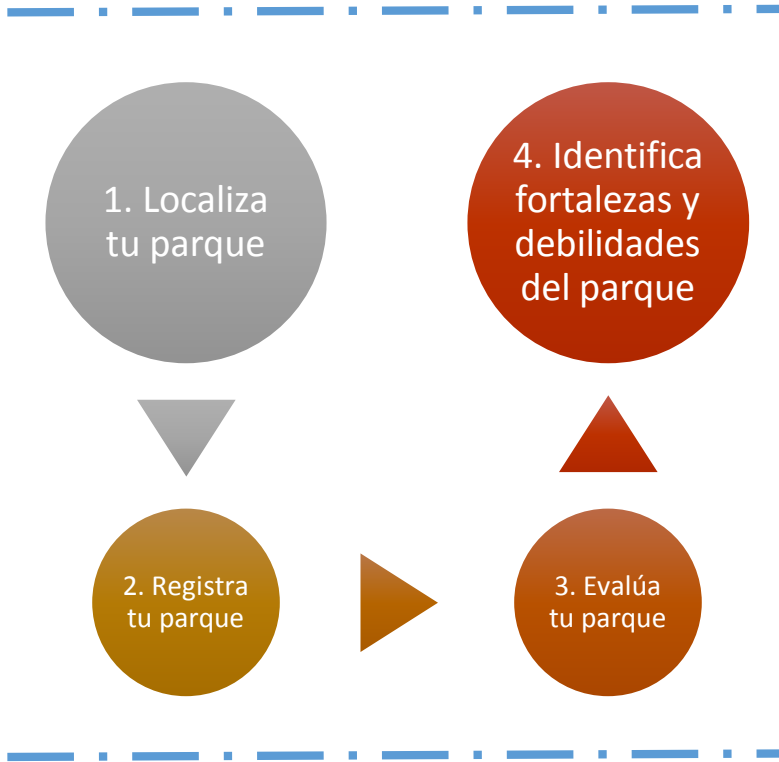 1. Localiza
tu parque
2. Registra
tu parque
3. Evalúa
tu parque
4. Identifica
fortalezas y
debilidades
del parque